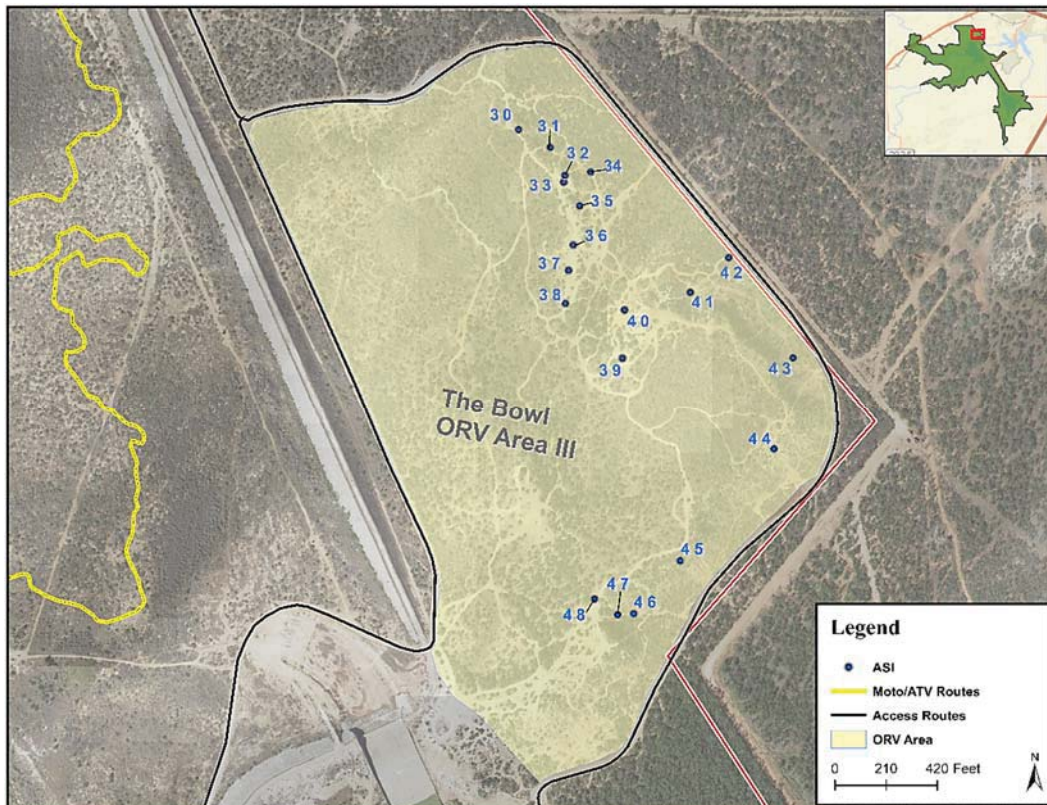 30
31
32
34
33
35
36
37
42
38
41
40
39
43
The Bowl
ORV Area III
44
45
47
46
48
Legend
ASI
Moto/ATV Routes
Access Routes
ORV Area
0 210 420 Feet
N